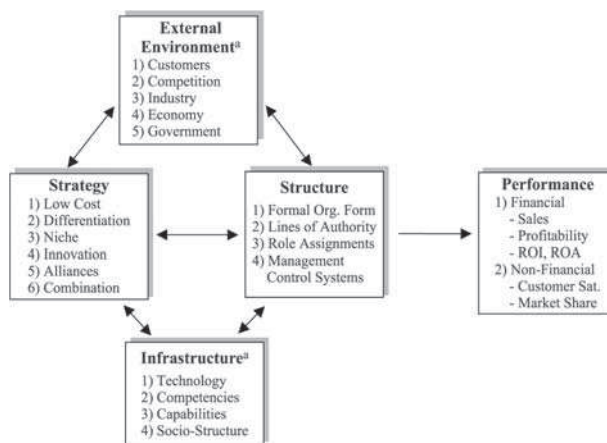 External
Environmentᵃ
1) Customers
2) Competition
3) Industry
4) Economy
5) Government
Strategy
1) Low Cost
2) Differentiation
3) Niche
4) Innovation
5) Alliances
6) Combination
Structure
1) Formal Org. Form
2) Lines of Authority
3) Role Assignments
4) Management
Control Systems
Performance
1) Financial
- Sales
- Profitability
- ROI, ROA
2) Non-Financial
- Customer Sat.
- Market Share
Infrastructureᵃ
1) Technology
2) Competencies
3) Capabilities
4) Socio-Structure